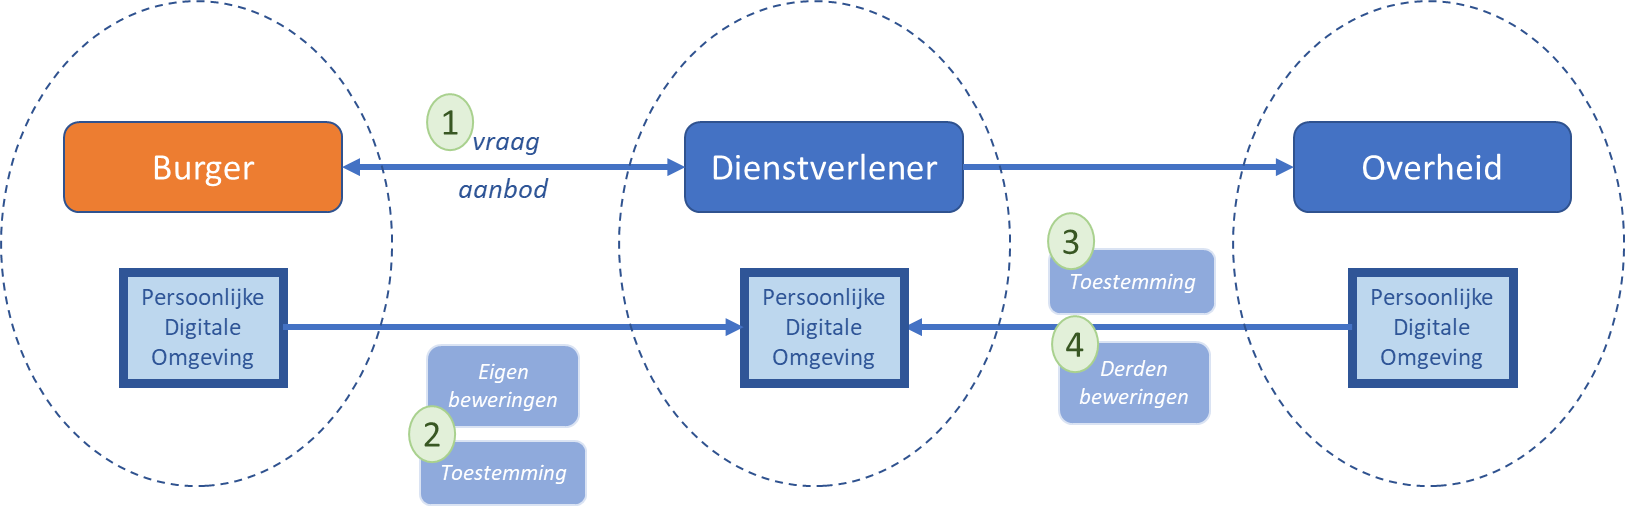 1
vraag
Burger
Dienstverlener
Overheid
aanbod
3
Toestemming
Persoonlijke
Digitale
Omgeving
Persoonlijke
Digitale
Omgeving
Persoonlijke
Digitale
Omgeving
Eigen
beweringen
2
Toestemming
4
Derden
beweringen